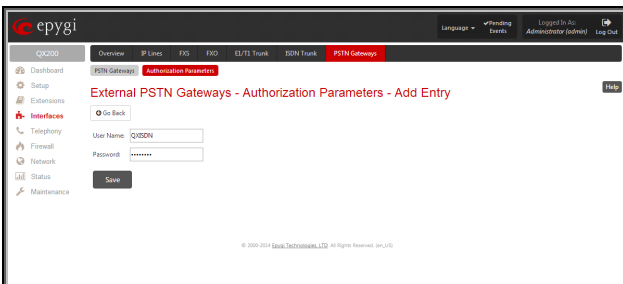 epygi
Language
Pending Events
Logged In As:
Administrator (admin)
Log Out
QX200
Overview IP Lines FXS FXO E1/T1 Trunk ISDN Trunk PSTN Gateways
Dashboard
Setup
Extensions
Interfaces
Telephony
Firewall
Network
Status
Maintenance
PSTN Gateways Authorization Parameters
External PSTN Gateways - Authorization Parameters - Add Entry
Help
Go Back
User Name: QXISDN
Password: ••••••••
Save
© 2000-2014 Epygi Technologies, LTD. All Rights Reserved. (en_US)